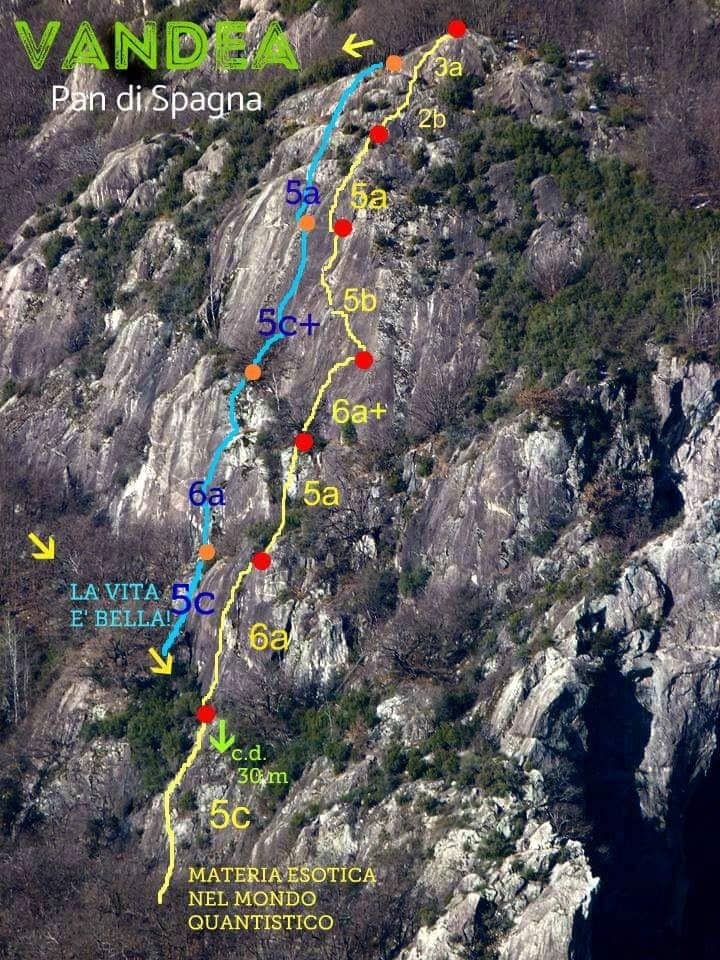 VANDEA
Pan di Spagna
3a
2b
5a
5a
5b
5c+
6a+
6a
5a
LA VITA
E' BELLA!
5c
6a
c.d.
30 m
5c
MATERIA ESOTICA
NEL MONDO
QUANTISTICO